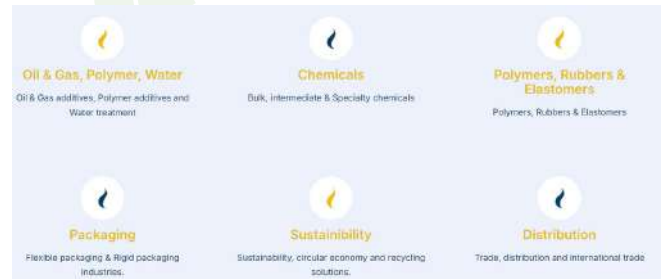 Oil & Gas, Polymer, Water
Oil & Gas additives, Polymer additives and
Water treatment
Chemicals
Bulk, intermediate & Specialty chemicals
Polymers, Rubbers &
Elastomers
Polymers, Rubbers & Elastomers
Packaging
Flexible packaging & Rigid packaging
industries.
Sustainibility
Sustainability, circular economy and recycling
solutions.
Distribution
Trade, distribution and international trade